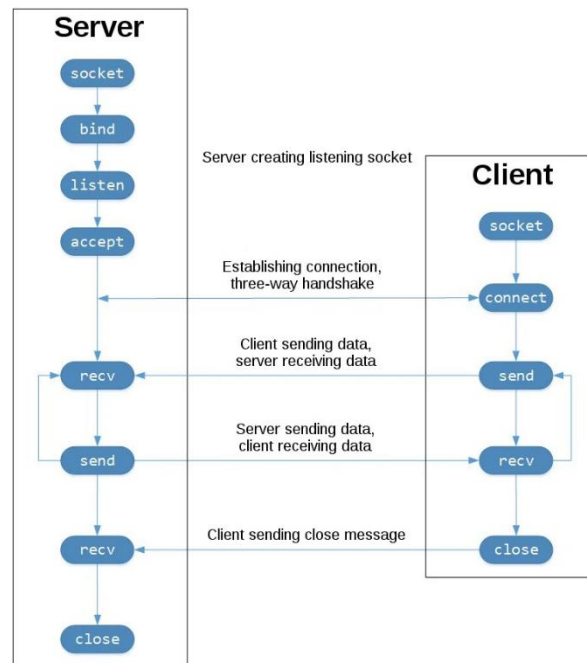 Server
socket
bind
listen
accept
recv
send
recv
close
Server creating listening socket
Establishing connection,
three-way handshake
Client sending data,
server receiving data
Server sending data,
client receiving data
Client sending close message
Client
socket
connect
send
recv
close